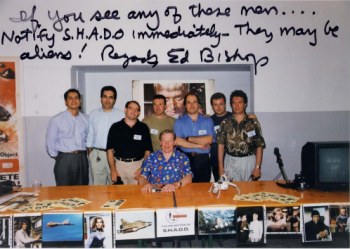 If you see any of these men....
Notify S.H.A.D.O immediately - They may be
aliens! Regards Ed Bishop
S.H.A.D.O.